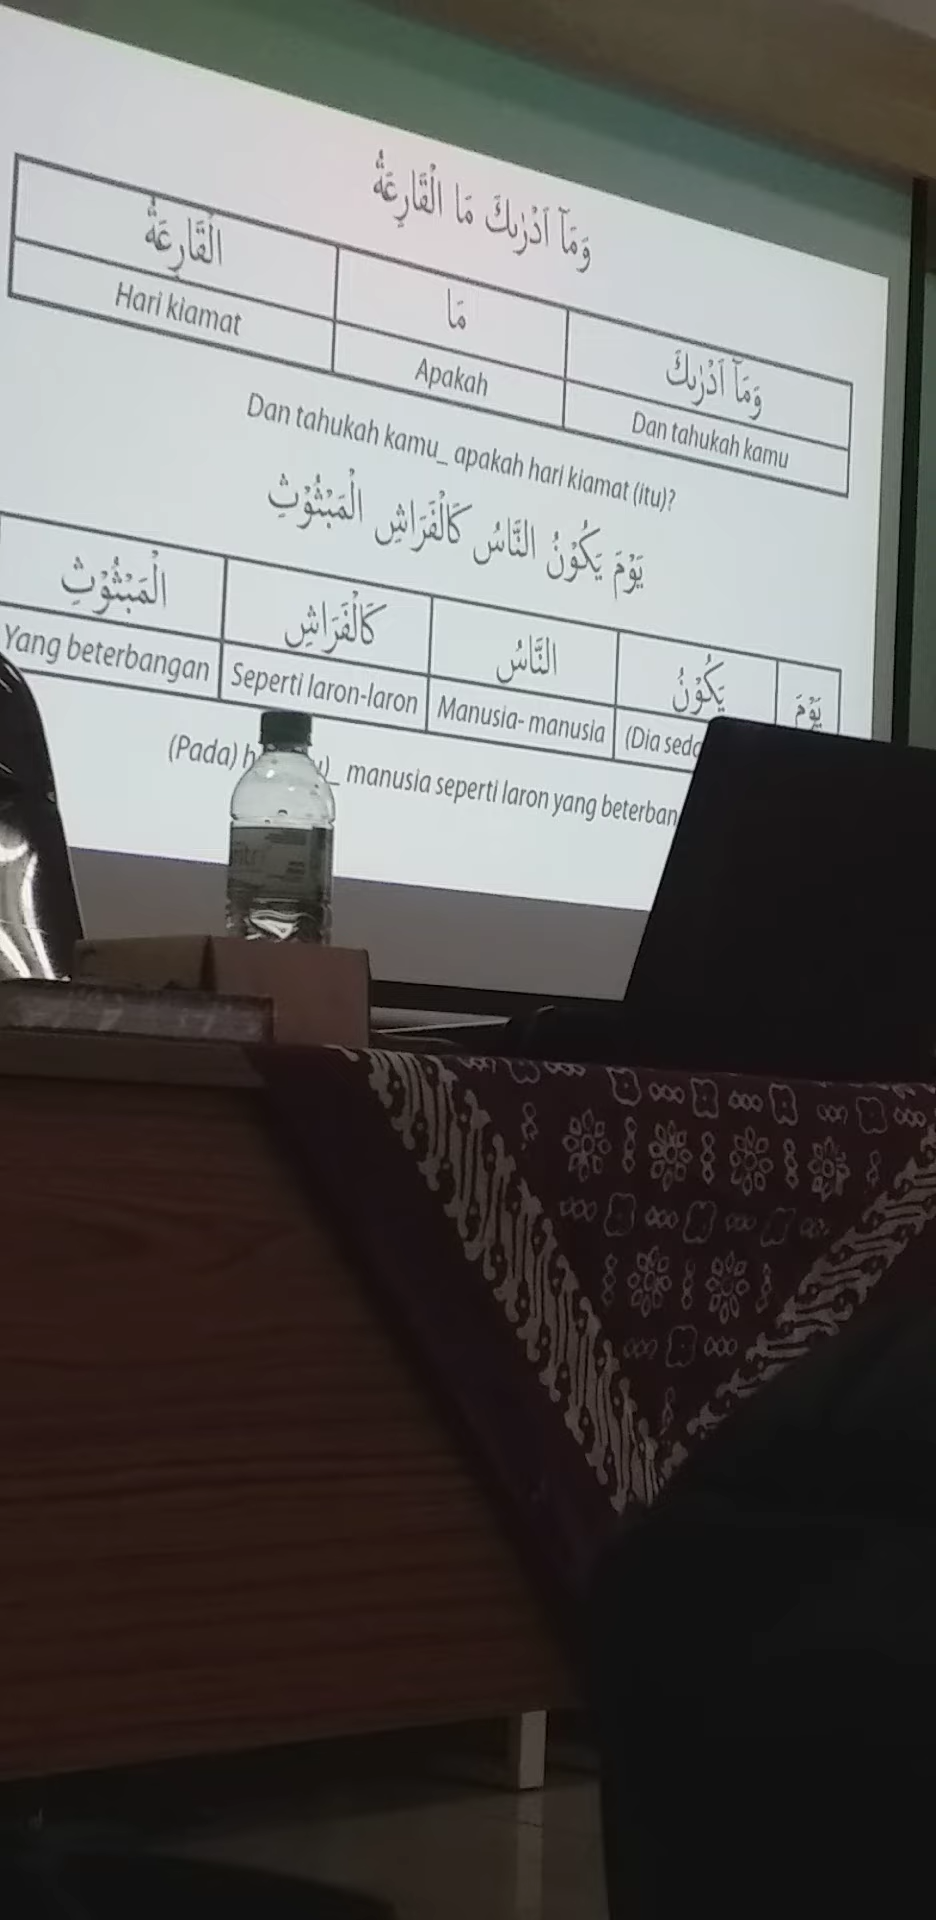 وَمَآ اَدْرٰىكَ مَا الْقَارِعَةُ
وَمَآ اَدْرٰىكَ مَا الْقَارِعَةُ
Dan tahukah kamu Apakah Hari kiamat
Dan tahukah kamu_ apakah hari kiamat (itu)?
يَوْمَ يَكُوْنُ النَّاسُ كَالْفَرَاشِ الْمَبْثُوْثِ
يَوْمَ يَكُوْنُ النَّاسُ كَالْفَرَاشِ الْمَبْثُوْثِ
(Dia Manusia- manusia Seperti laron-laron Yang beterbangan
(Pada) manusia seperti laron yang